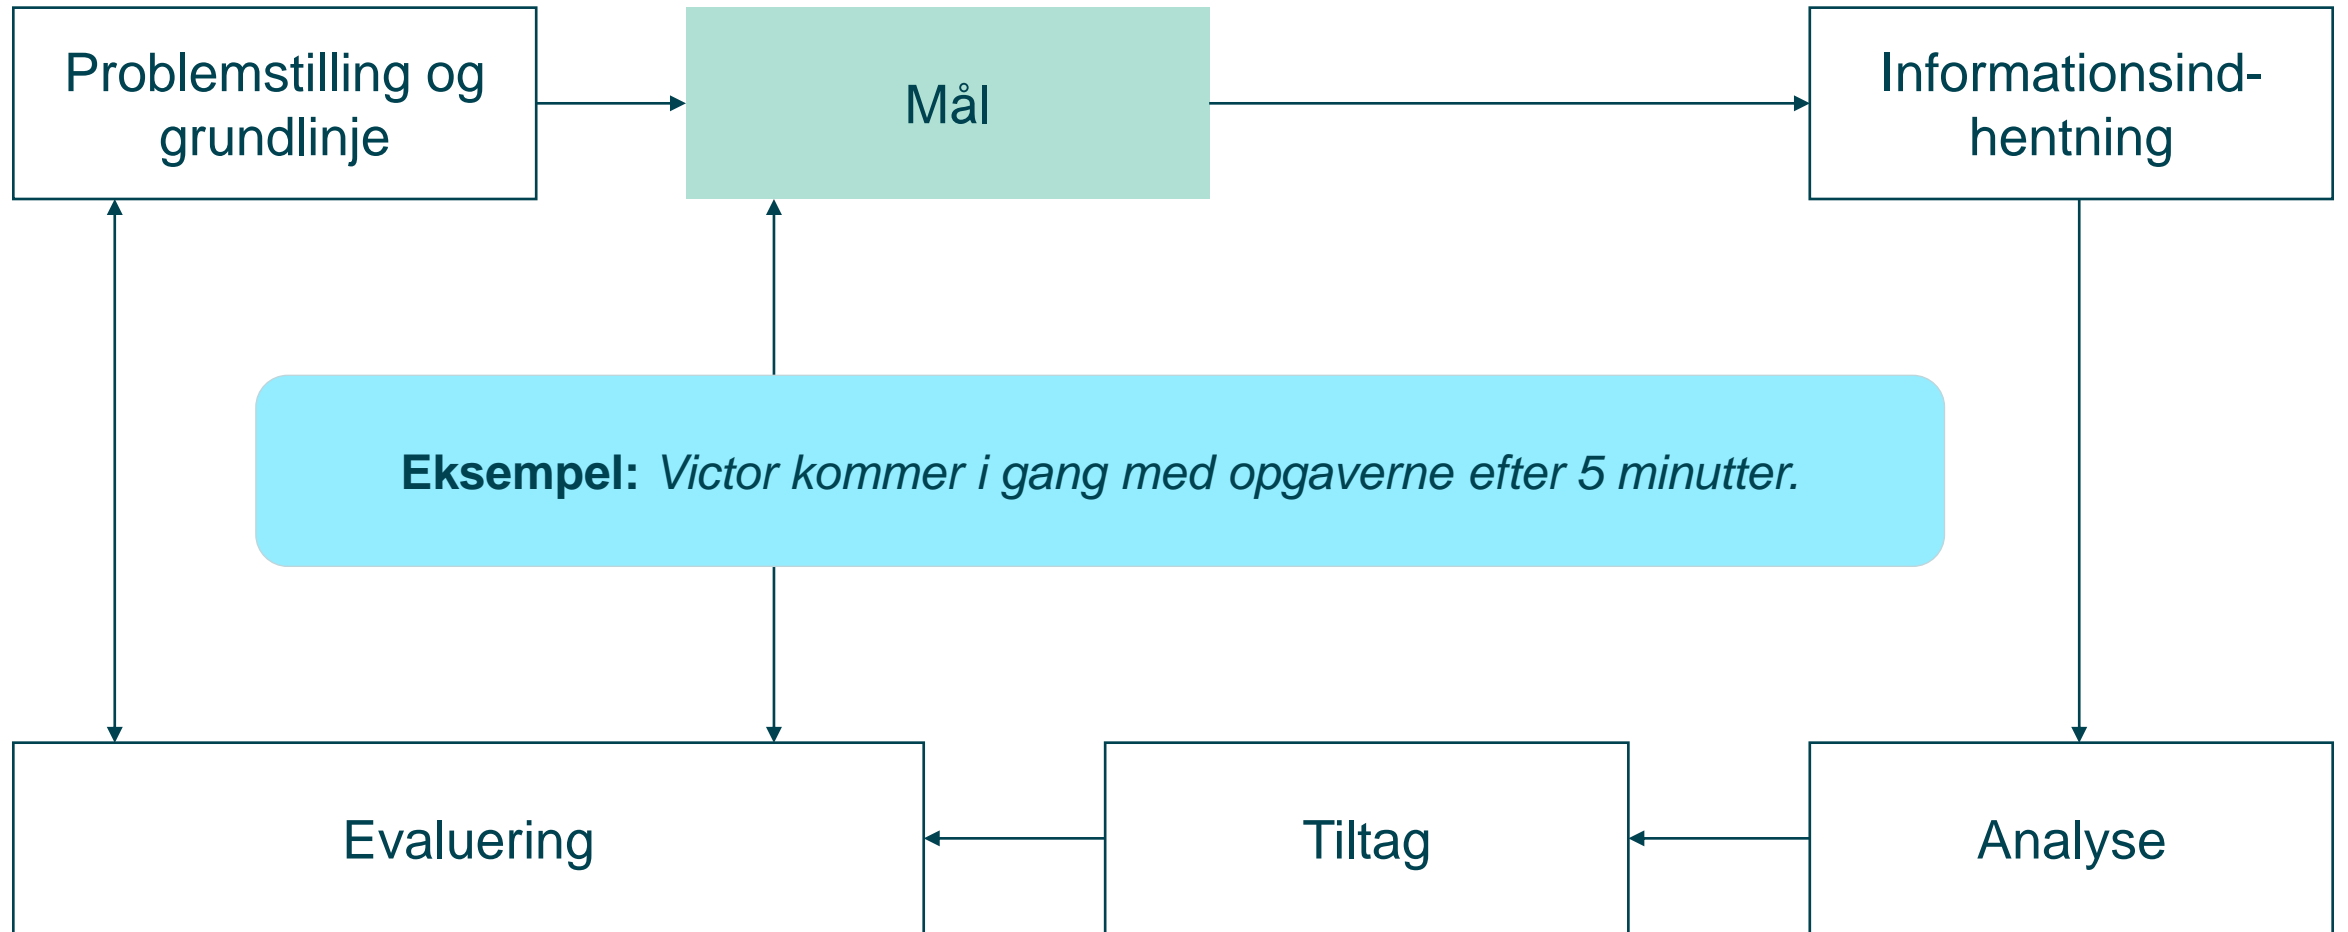 Problemstilling og
grundlinje
Mål
Informationsind-
hentning
Eksempel: Victor kommer i gang med opgaverne efter 5 minutter.
Evaluering
Tiltag
Analyse